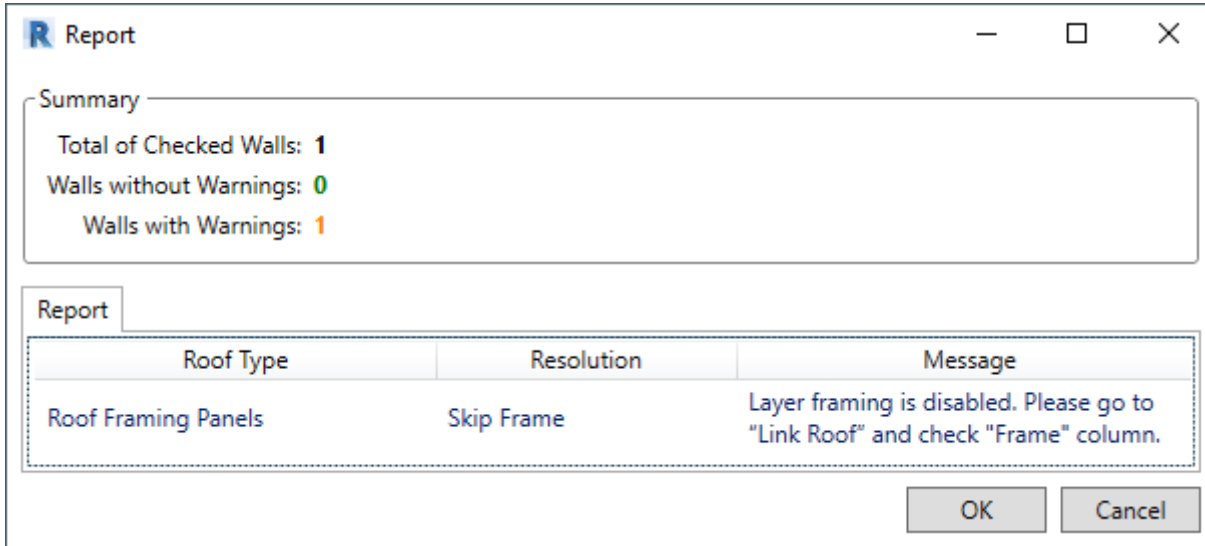 Report
Summary
Total of Checked Walls: 1
Walls without Warnings: 0
Walls with Warnings: 1
Report
Roof Type Resolution Message
Roof Framing Panels Skip Frame Layer framing is disabled. Please go to
“Link Roof” and check "Frame" column.
OK Cancel